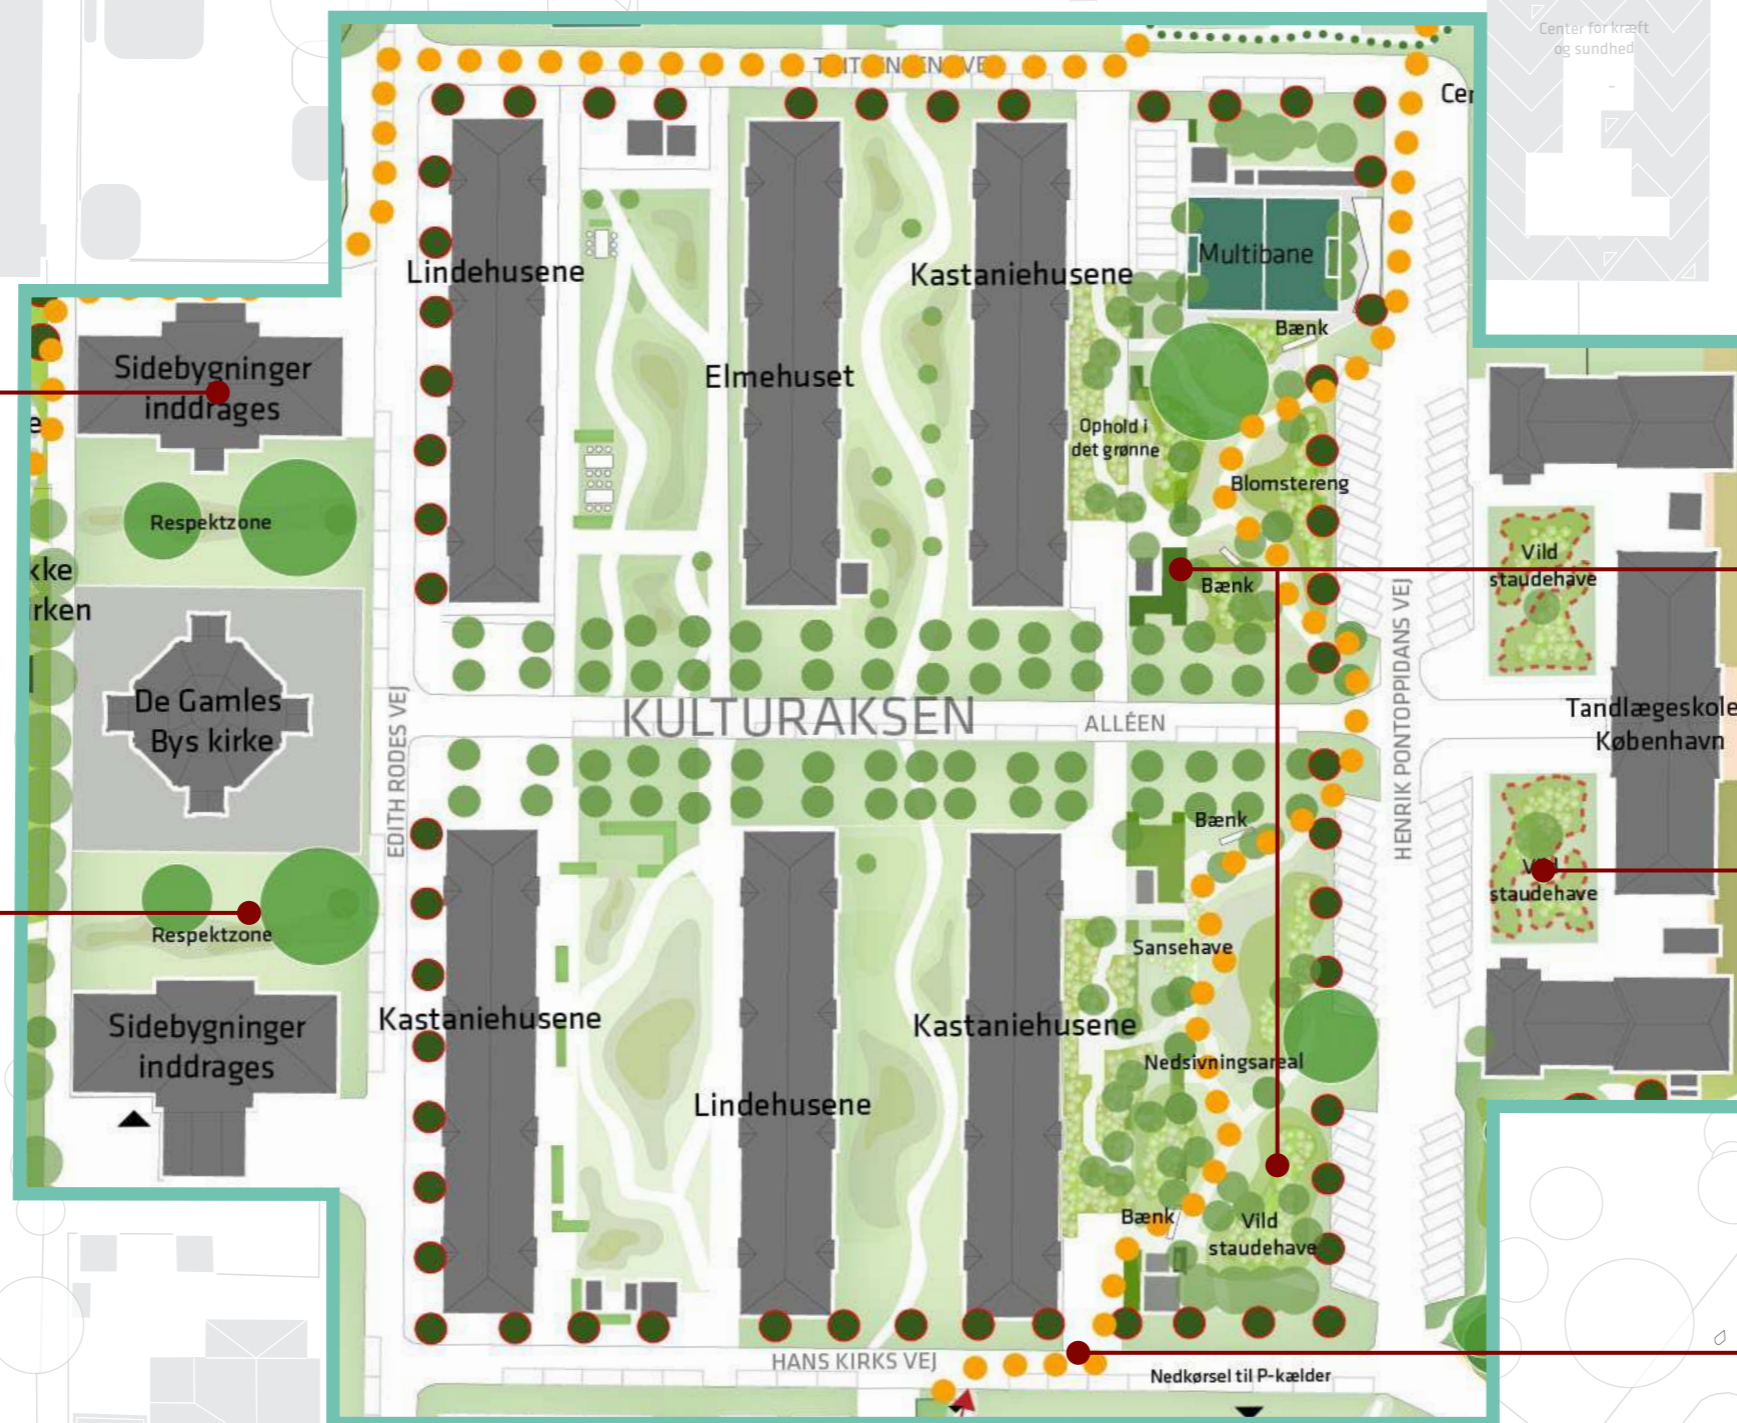 Center for kræft
og sundhed
Cer
Lindehusene
Kastaniehusene
Multibane
Bænk
Sidebygninger
inddrages
Elmehuset
e
Ophold i
det grønne
Blomstereng
Respektzone
Vild
staudehave
kke
irken
Bænk
De Gamles
Bys kirke
EDITH RODES VEJ
KULTURAKSEN
ALLÉEN
HENRIK PONTOPPIDANS VEJ
Tandlægeskole
København
Bænk
staudehave
Sansehave
Respektzone
Kastaniehusene
Kastaniehusene
Sidebygninger
inddrages
Nedsivningsareal
Lindehusene
Bænk
Vild
staudehave
HANS KIRKS VEJ
Nedkørsel til P-kælder